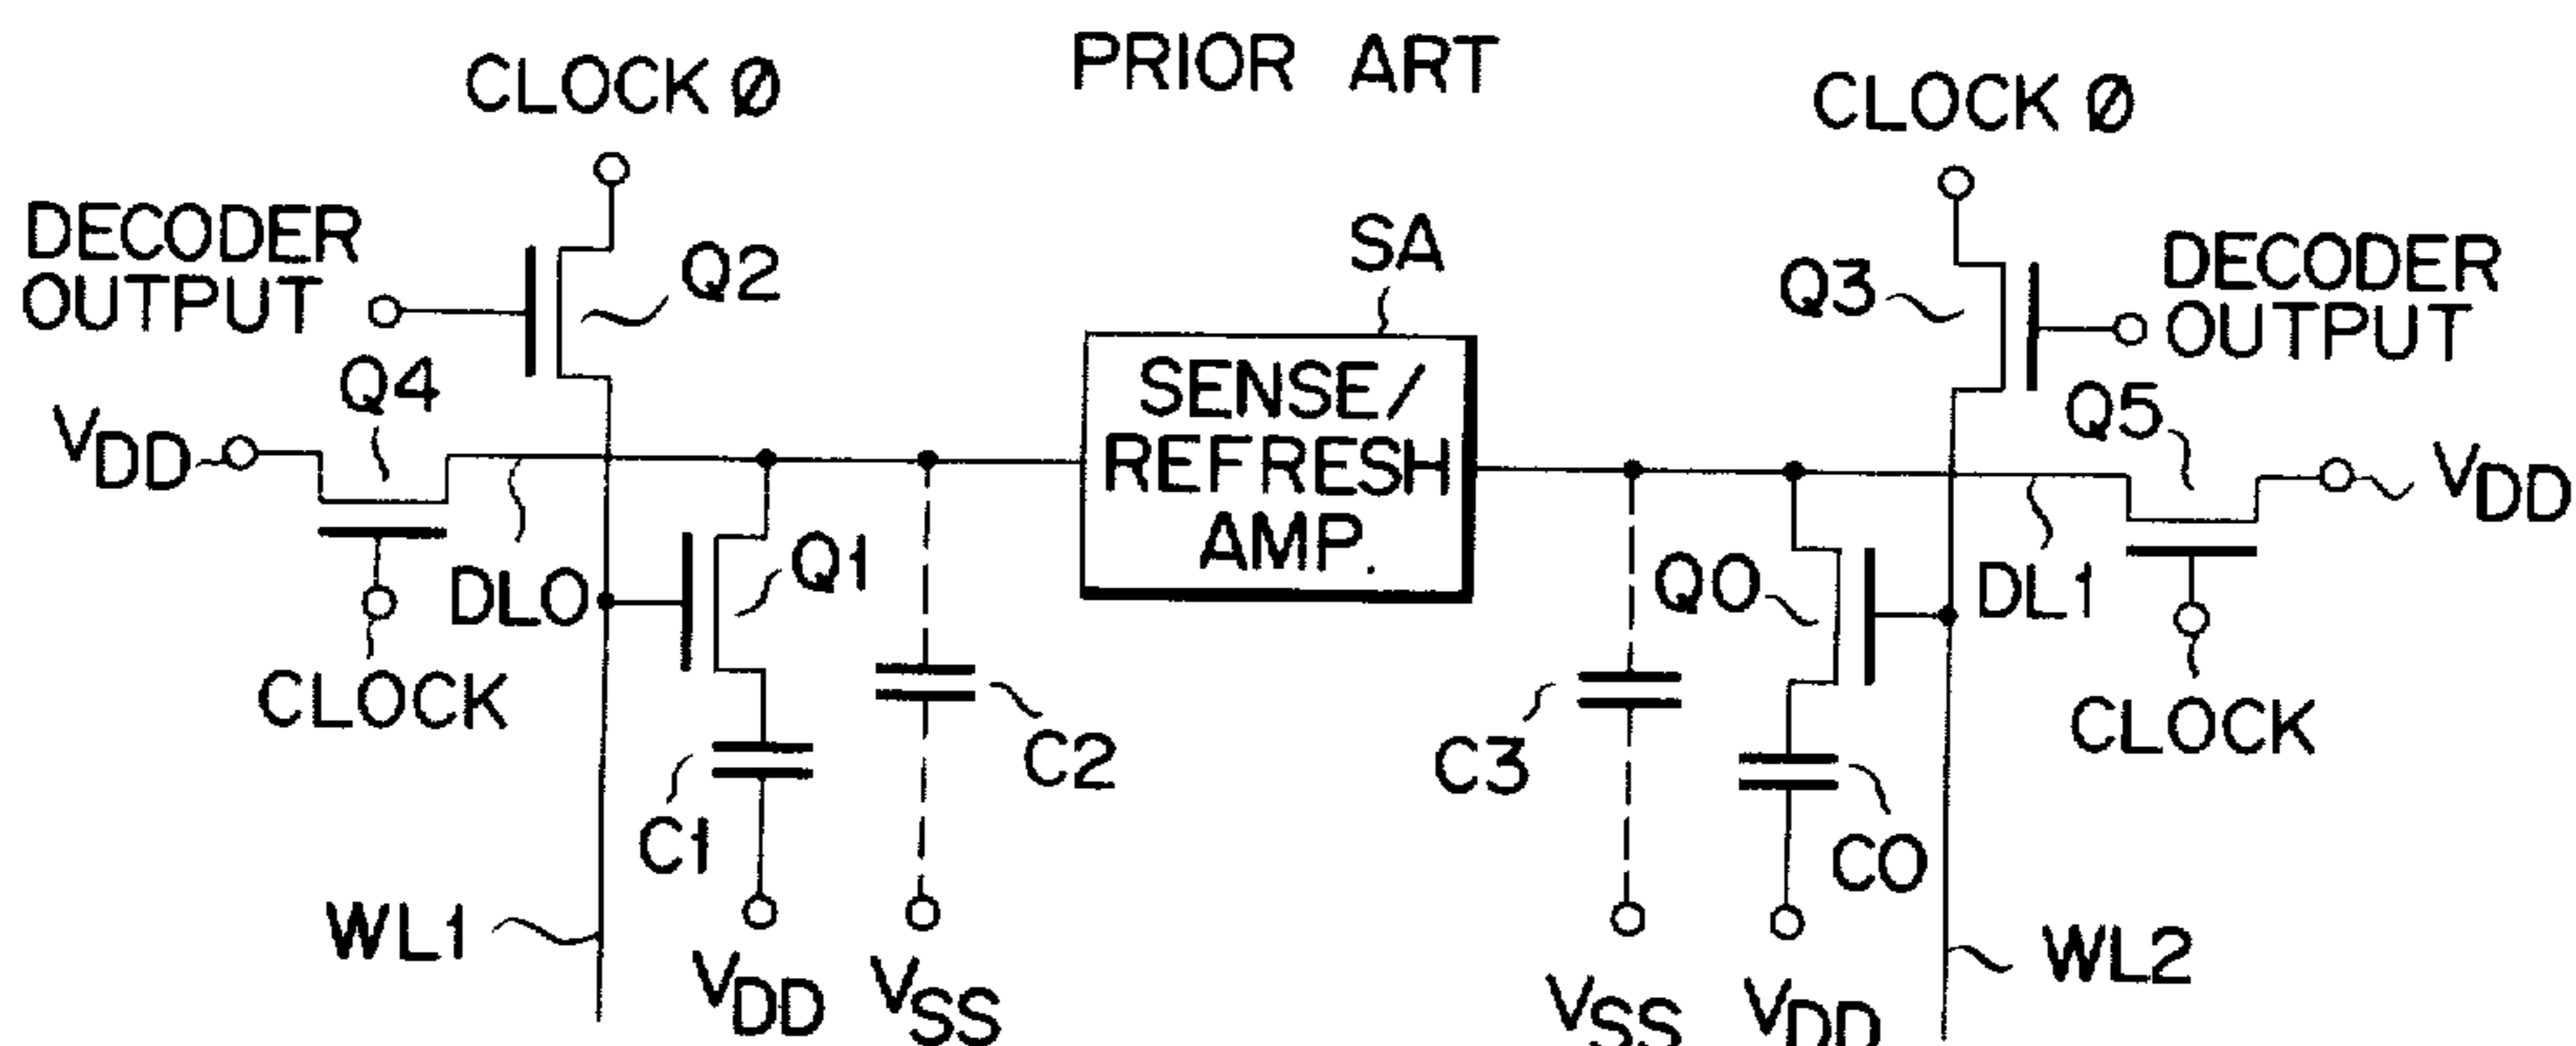 PRIOR ART
CLOCK Ø
CLOCK Ø
DECODER
OUTPUT
Q2
SA
Q3
DECODER
OUTPUT
Q4
VDD
SENSE/
REFRESH
AMP.
Q5
VDD
DL0
Q1
Q0
DL1
CLOCK
C2
C3
CLOCK
C1
C0
WL1
VDD
VSS
VSS
VDD
WL2